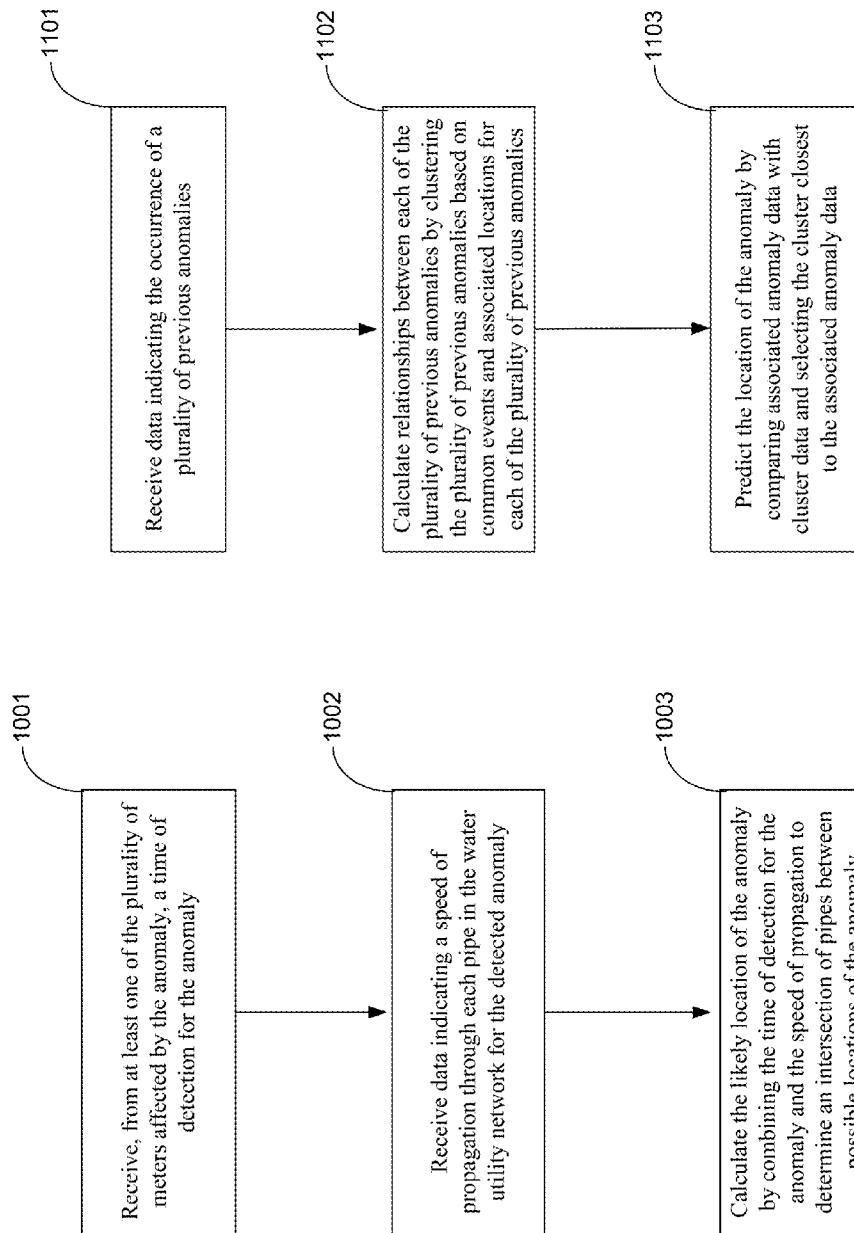 1001
Receive, from at least one of the plurality of
meters affected by the anomaly, a time of
detection for the anomaly
1002
Receive data indicating a speed of
propagation through each pipe in the water
utility network for the detected anomaly
1003
Calculate the likely location of the anomaly
by combining the time of detection for the
anomaly and the speed of propagation to
determine an intersection of pipes between
possible locations of the anomaly
1101
Receive data indicating the occurrence of a
plurality of previous anomalies
1102
Calculate relationships between each of the
plurality of previous anomalies by clustering
the plurality of previous anomalies based on
common events and associated locations for
each of the plurality of previous anomalies
1103
Predict the location of the anomaly by
comparing associated anomaly data with
cluster data and selecting the cluster closest
to the associated anomaly data